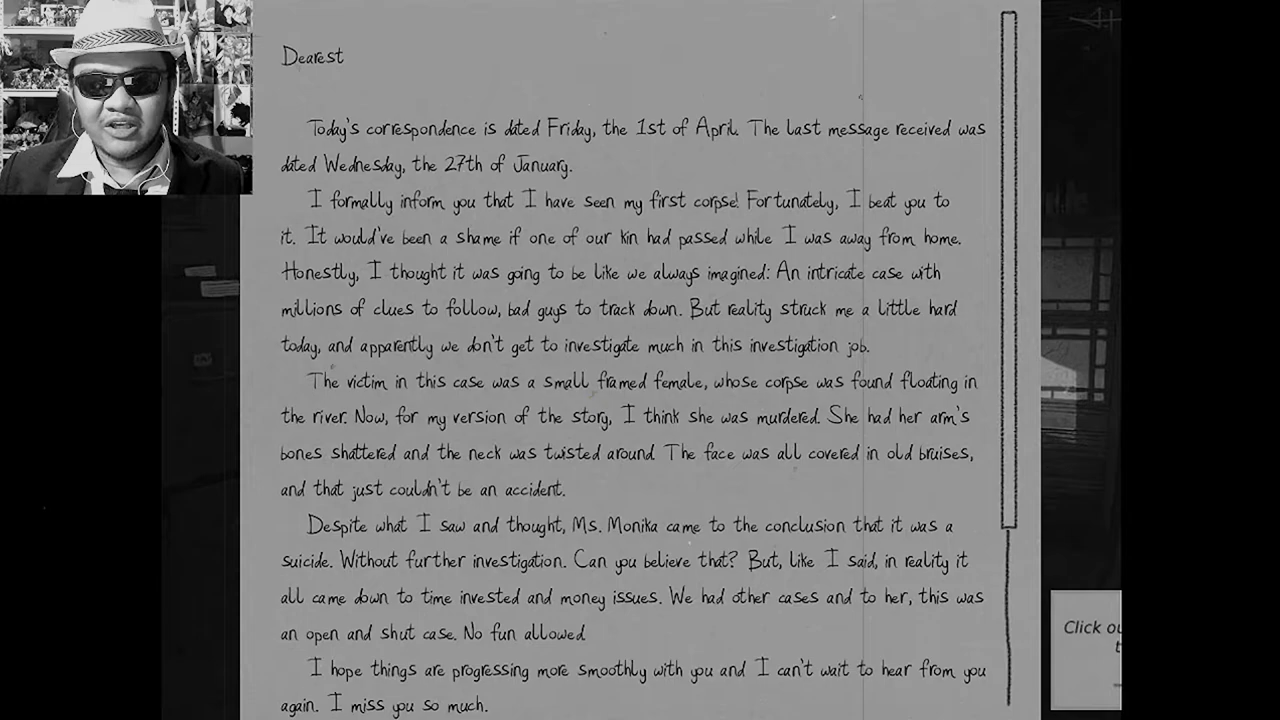 Dearest
Today's correspondence is dated Friday, the 1st of April. The last message received was
dated Wednesday, the 27th of January.
I formally inform you that I have seen my first corpse! Fortunately, I beat you to
it. It would've been a shame if one of our kin had passed while I was away from home.
Honestly, I thought it was going to be like we always imagined: An intricate case with
millions of clues to follow, bad guys to track down. But reality struck me a little hard
today, and apparently we don't get to investigate much in this investigation job.
The victim in this case was a small framed female, whose corpse was found floating in
the river. Now, for my version of the story, I think she was murdered. She had her arm's
bones shattered and the neck was twisted around. The face was all covered in old bruises,
and that just couldn't be an accident.
Despite what I saw and thought, Ms. Monika came to the conclusion that it was a
suicide. Without further investigation. Can you believe that? But, like I said, in reality it
all came down to time invested and money issues. We had other cases and to her, this was
an open and shut case. No fun allowed
I hope things are progressing more smoothly with you and I can't wait to hear from you
again. I miss you so much.
Click